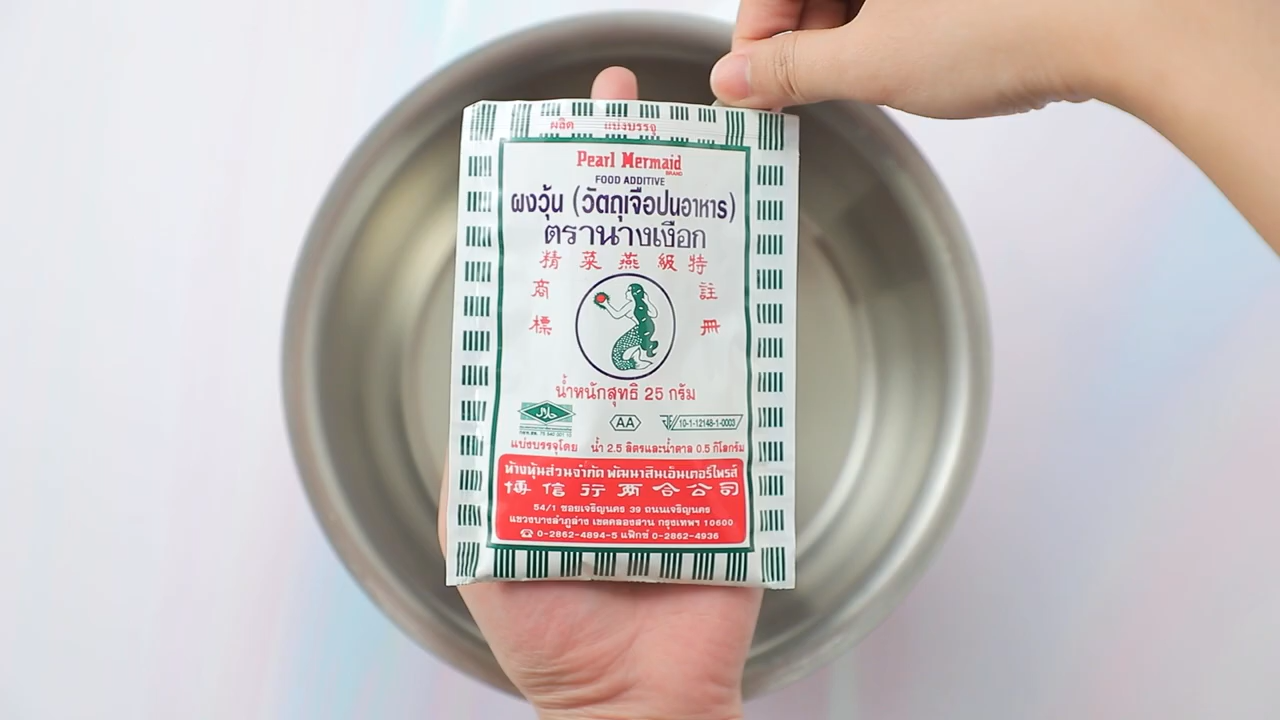 ผลิต แบ่งบรรจุ
Pearl Mermaid
BRAND
FOOD ADDITIVE
ผงวุ้น (วัตถุเจือปนอาหาร)
ตรานางเงือก
精 菜 燕 級 特
商 註
標 冊
น้ำหนักสุทธิ 25 กรัม
AA
10-1-12148-1-0003
แบ่งบรรจุโดย น้ำ 2.5 ลิตรและน้ำตาล 0.5 กิโลกรัม
ห้างหุ้นส่วนจำกัด พัฒนาสินเอ็นเตอร์ไพรส์
博 信 行 两 合 公 司
54/1 ซอยเจริญนคร 39 ถนนเจริญนคร
แขวงบางลำภูล่าง เขตคลองสาน กรุงเทพฯ 10600
☎ 0-2862-4894-5 แฟ็กซ์ 0-2862-4936